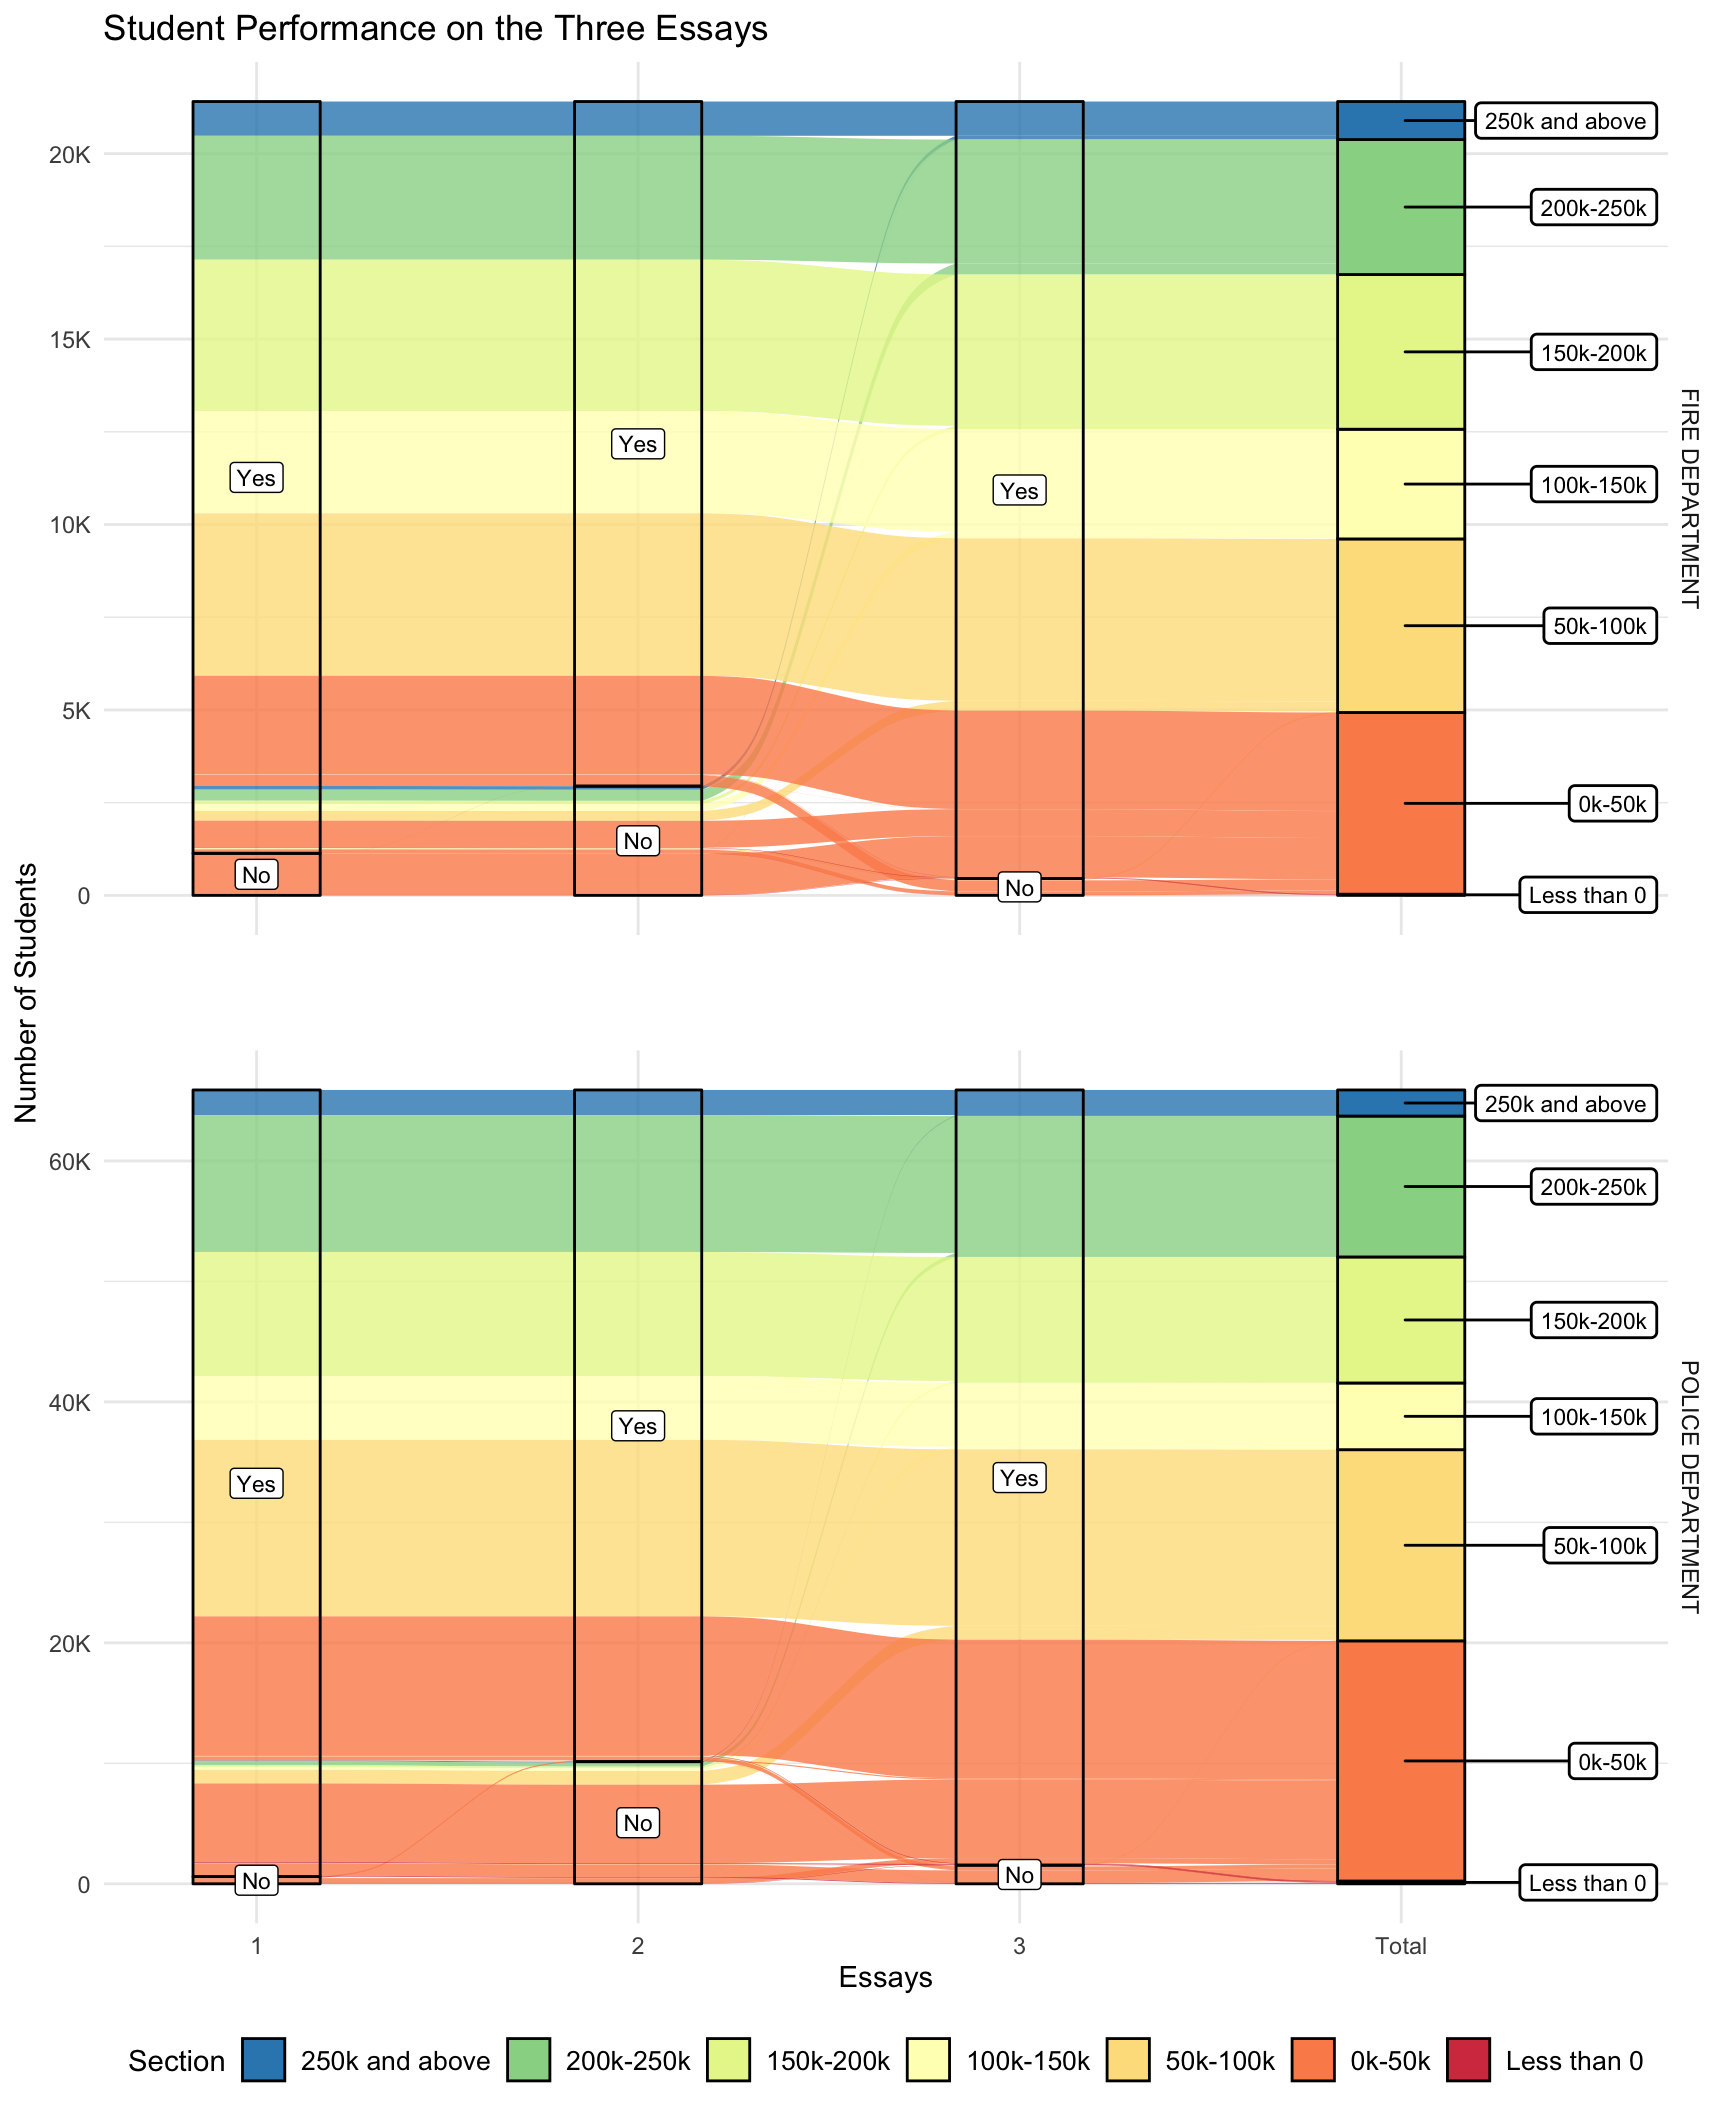 Student Performance on the Three Essays
Number of Students
20K
15K
10K
5K
0
Yes
No
Yes
No
Yes
No
250k and above
200k-250k
150k-200k
100k-150k
50k-100k
0k-50k
Less than 0
FIRE DEPARTMENT
60K
40K
20K
0
Yes
No
Yes
No
Yes
No
250k and above
200k-250k
150k-200k
100k-150k
50k-100k
0k-50k
Less than 0
POLICE DEPARTMENT
1 2 3 Total
Essays
Section 250k and above 200k-250k 150k-200k 100k-150k 50k-100k 0k-50k Less than 0